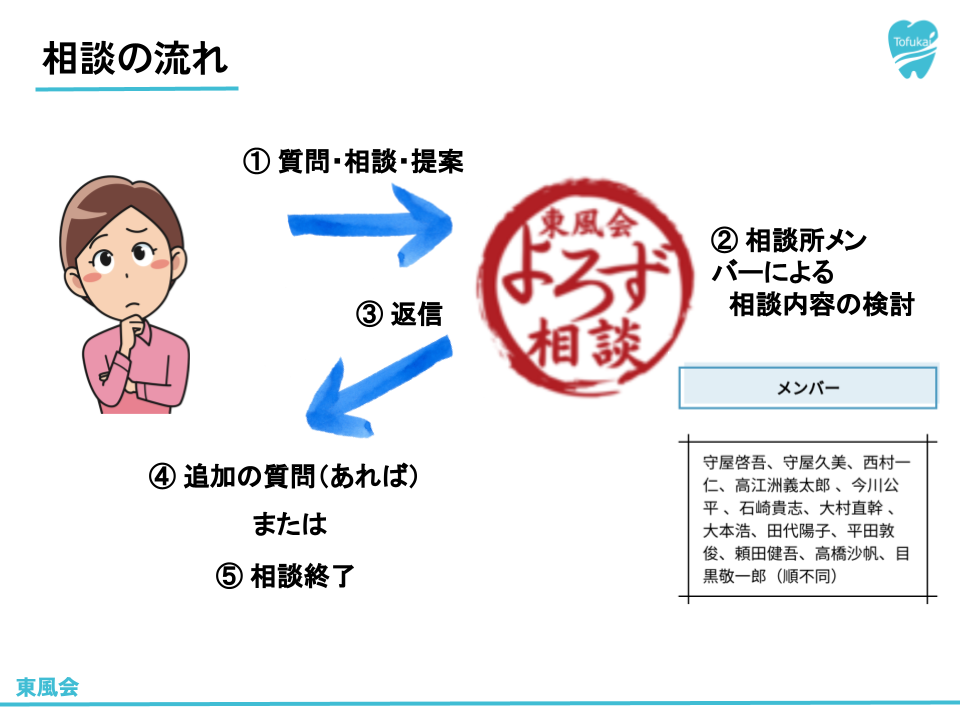 相談の流れ
Tofukai
① 質問・相談・提案
東風会
よろず
相談
② 相談所メン
バーによる
相談内容の検討
③ 返信
メンバー
守屋啓吾、守屋久美、西村一
仁、高江洲義太郎 、今川公
平 、石崎貴志、大村直幹 、
大本浩、田代陽子、平田敦
俊、頼田健吾、高橋沙帆、目
黒敬一郎（順不同）
④ 追加の質問（あれば）
または
⑤ 相談終了
東風会